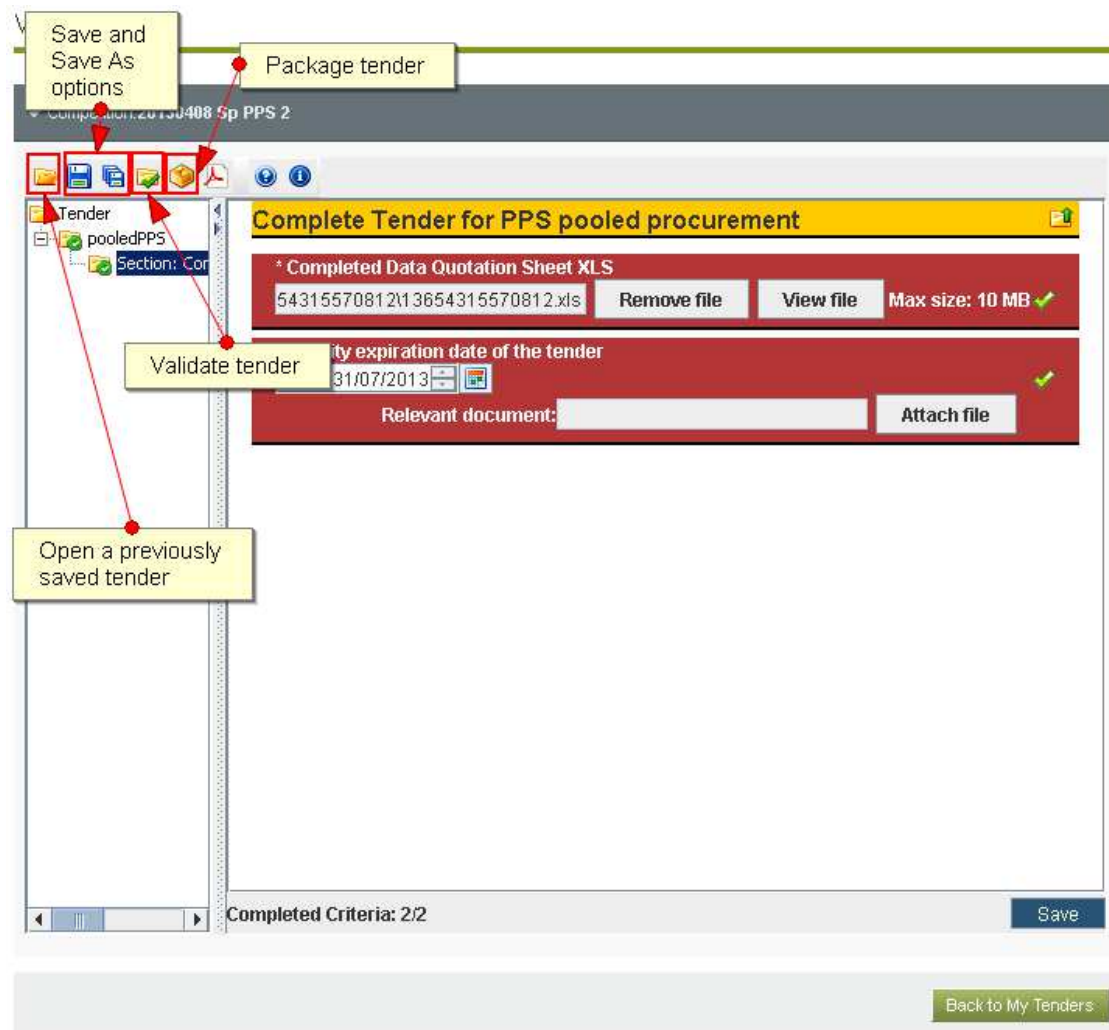 Save and
Save As
options
Package tender
20130408 Sp PPS 2
Tender
pooledPPS
Section: Cor
Complete Tender for PPS pooled procurement
* Completed Data Quotation Sheet XLS
54315570812\13654315570812.xls Remove file View file Max size: 10 MB
expiration date of the tender
31/07/2013
Validate tender
Relevant document: Attach file
Open a previously
saved tender
Completed Criteria: 2/2 Save
Back to My Tenders